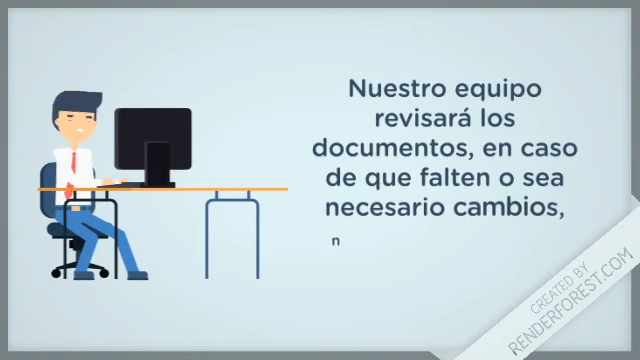 Nuestro equipo
revisará los
documentos, en caso
de que falten o sea
necesario cambios,
n
CREATED BY
RENDERFOREST.COM